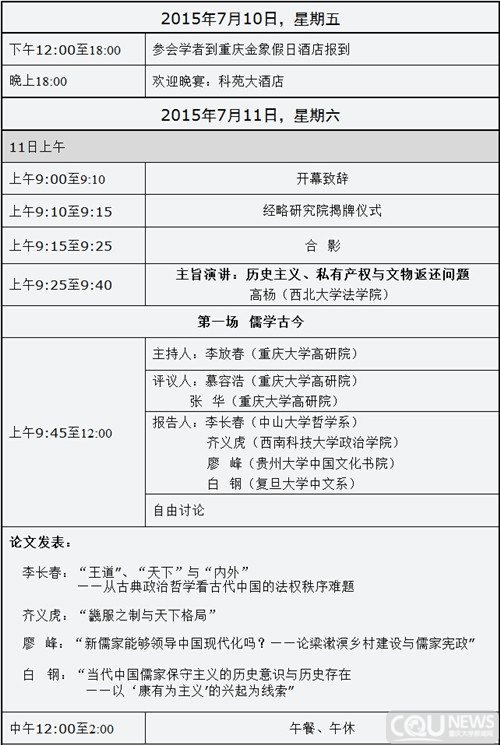 2015年7月10日，星期五
下午12:00至18:00 参会学者到重庆金象假日酒店报到
晚上18:00 欢迎晚宴：科苑大酒店
2015年7月11日，星期六
11日上午
上午9:00至9:10 开幕致辞
上午9:10至9:15 经略研究院揭牌仪式
上午9:15至9:25 合 影
上午9:25至9:40 主旨演讲：历史主义、私有产权与文物返还问题
高杨（西北大学法学院）
第一场 儒学古今
上午9:45至12:00
主持人：李放春（重庆大学高研院）
评议人：慕容浩（重庆大学高研院）
张 华（重庆大学高研院）
报告人：李长春（中山大学哲学系）
齐义虎（西南科技大学政治学院）
廖 峰（贵州大学中国文化书院）
白 钢（复旦大学中文系）
自由讨论
论文发表：
李长春：“王道”、“天下”与“内外”
——从古典政治哲学看古代中国的法权秩序难题
齐义虎：“畿服之制与天下格局”
廖 峰：“新儒家能够领导中国现代化吗？——论梁漱溟乡村建设与儒家宪政”
白 钢：“当代中国儒家保守主义的历史意识与历史存在
——以‘康有为主义’的兴起为线索”
中午12:00至2:00 午餐、午休
CQU NEWS
重庆大学新闻网